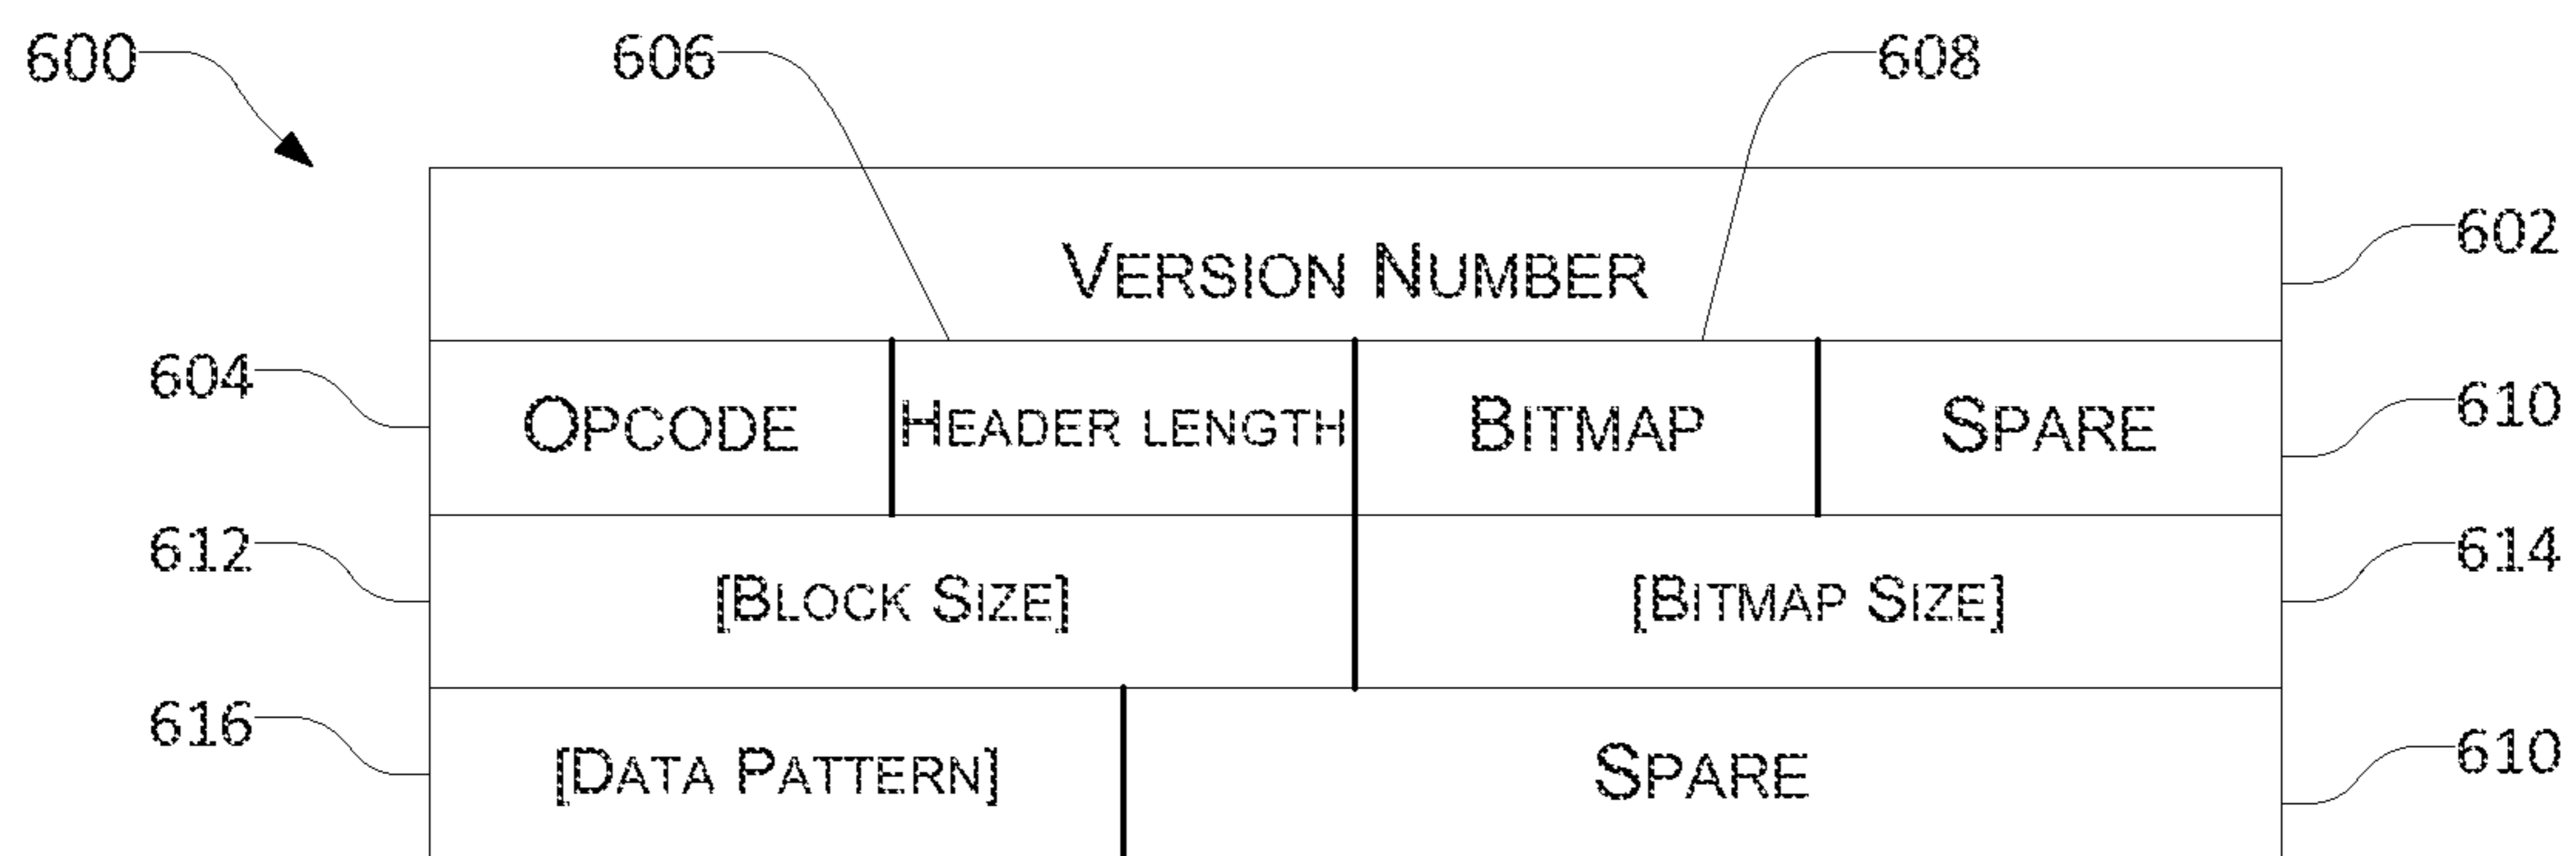 600 606 608
VERSION NUMBER 602
604 OPCODE HEADER LENGTH BITMAP SPARE 610
612 [BLOCK SIZE] [BITMAP SIZE] 614
616 [DATA PATTERN] SPARE 610